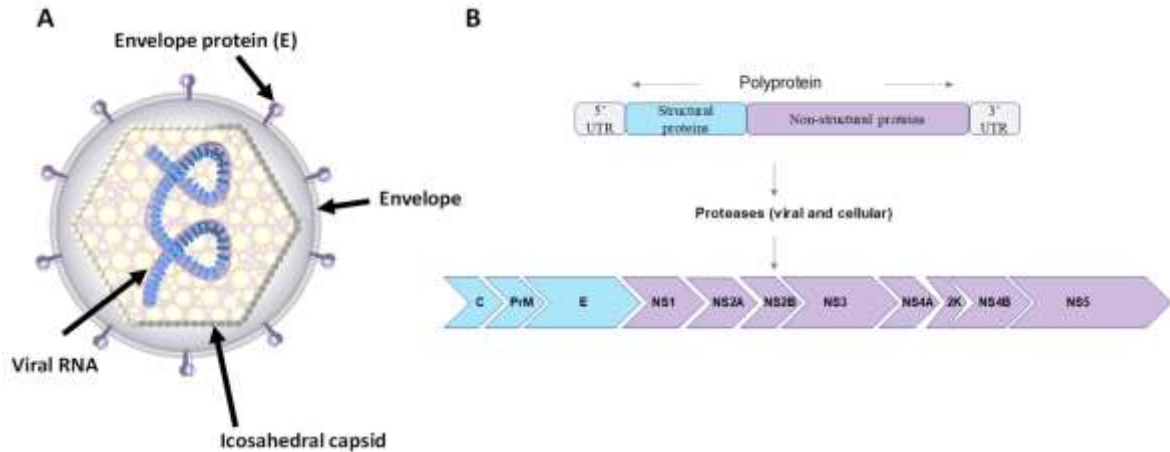 A
Envelope protein (E)
Envelope
Viral RNA
Icosahedral capsid
B
Polyprotein
5'
UTR
Structural
proteins
Non-structural proteins
3'
UTR
Proteases (viral and cellular)
C PrM E NS1 NS2A NS2B NS3 NS4A 2K NS4B NS5